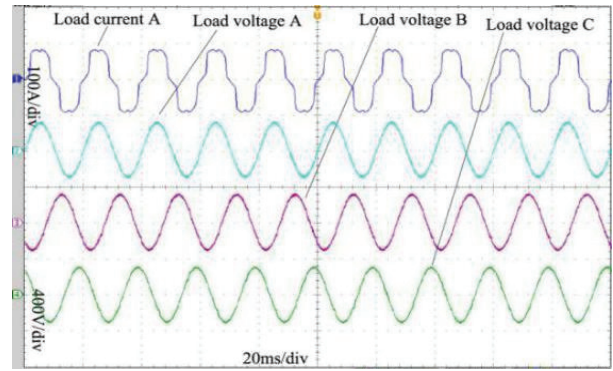 Load current A
Load voltage A
Load voltage B
Load voltage C
100A/div
400V/div
20ms/div